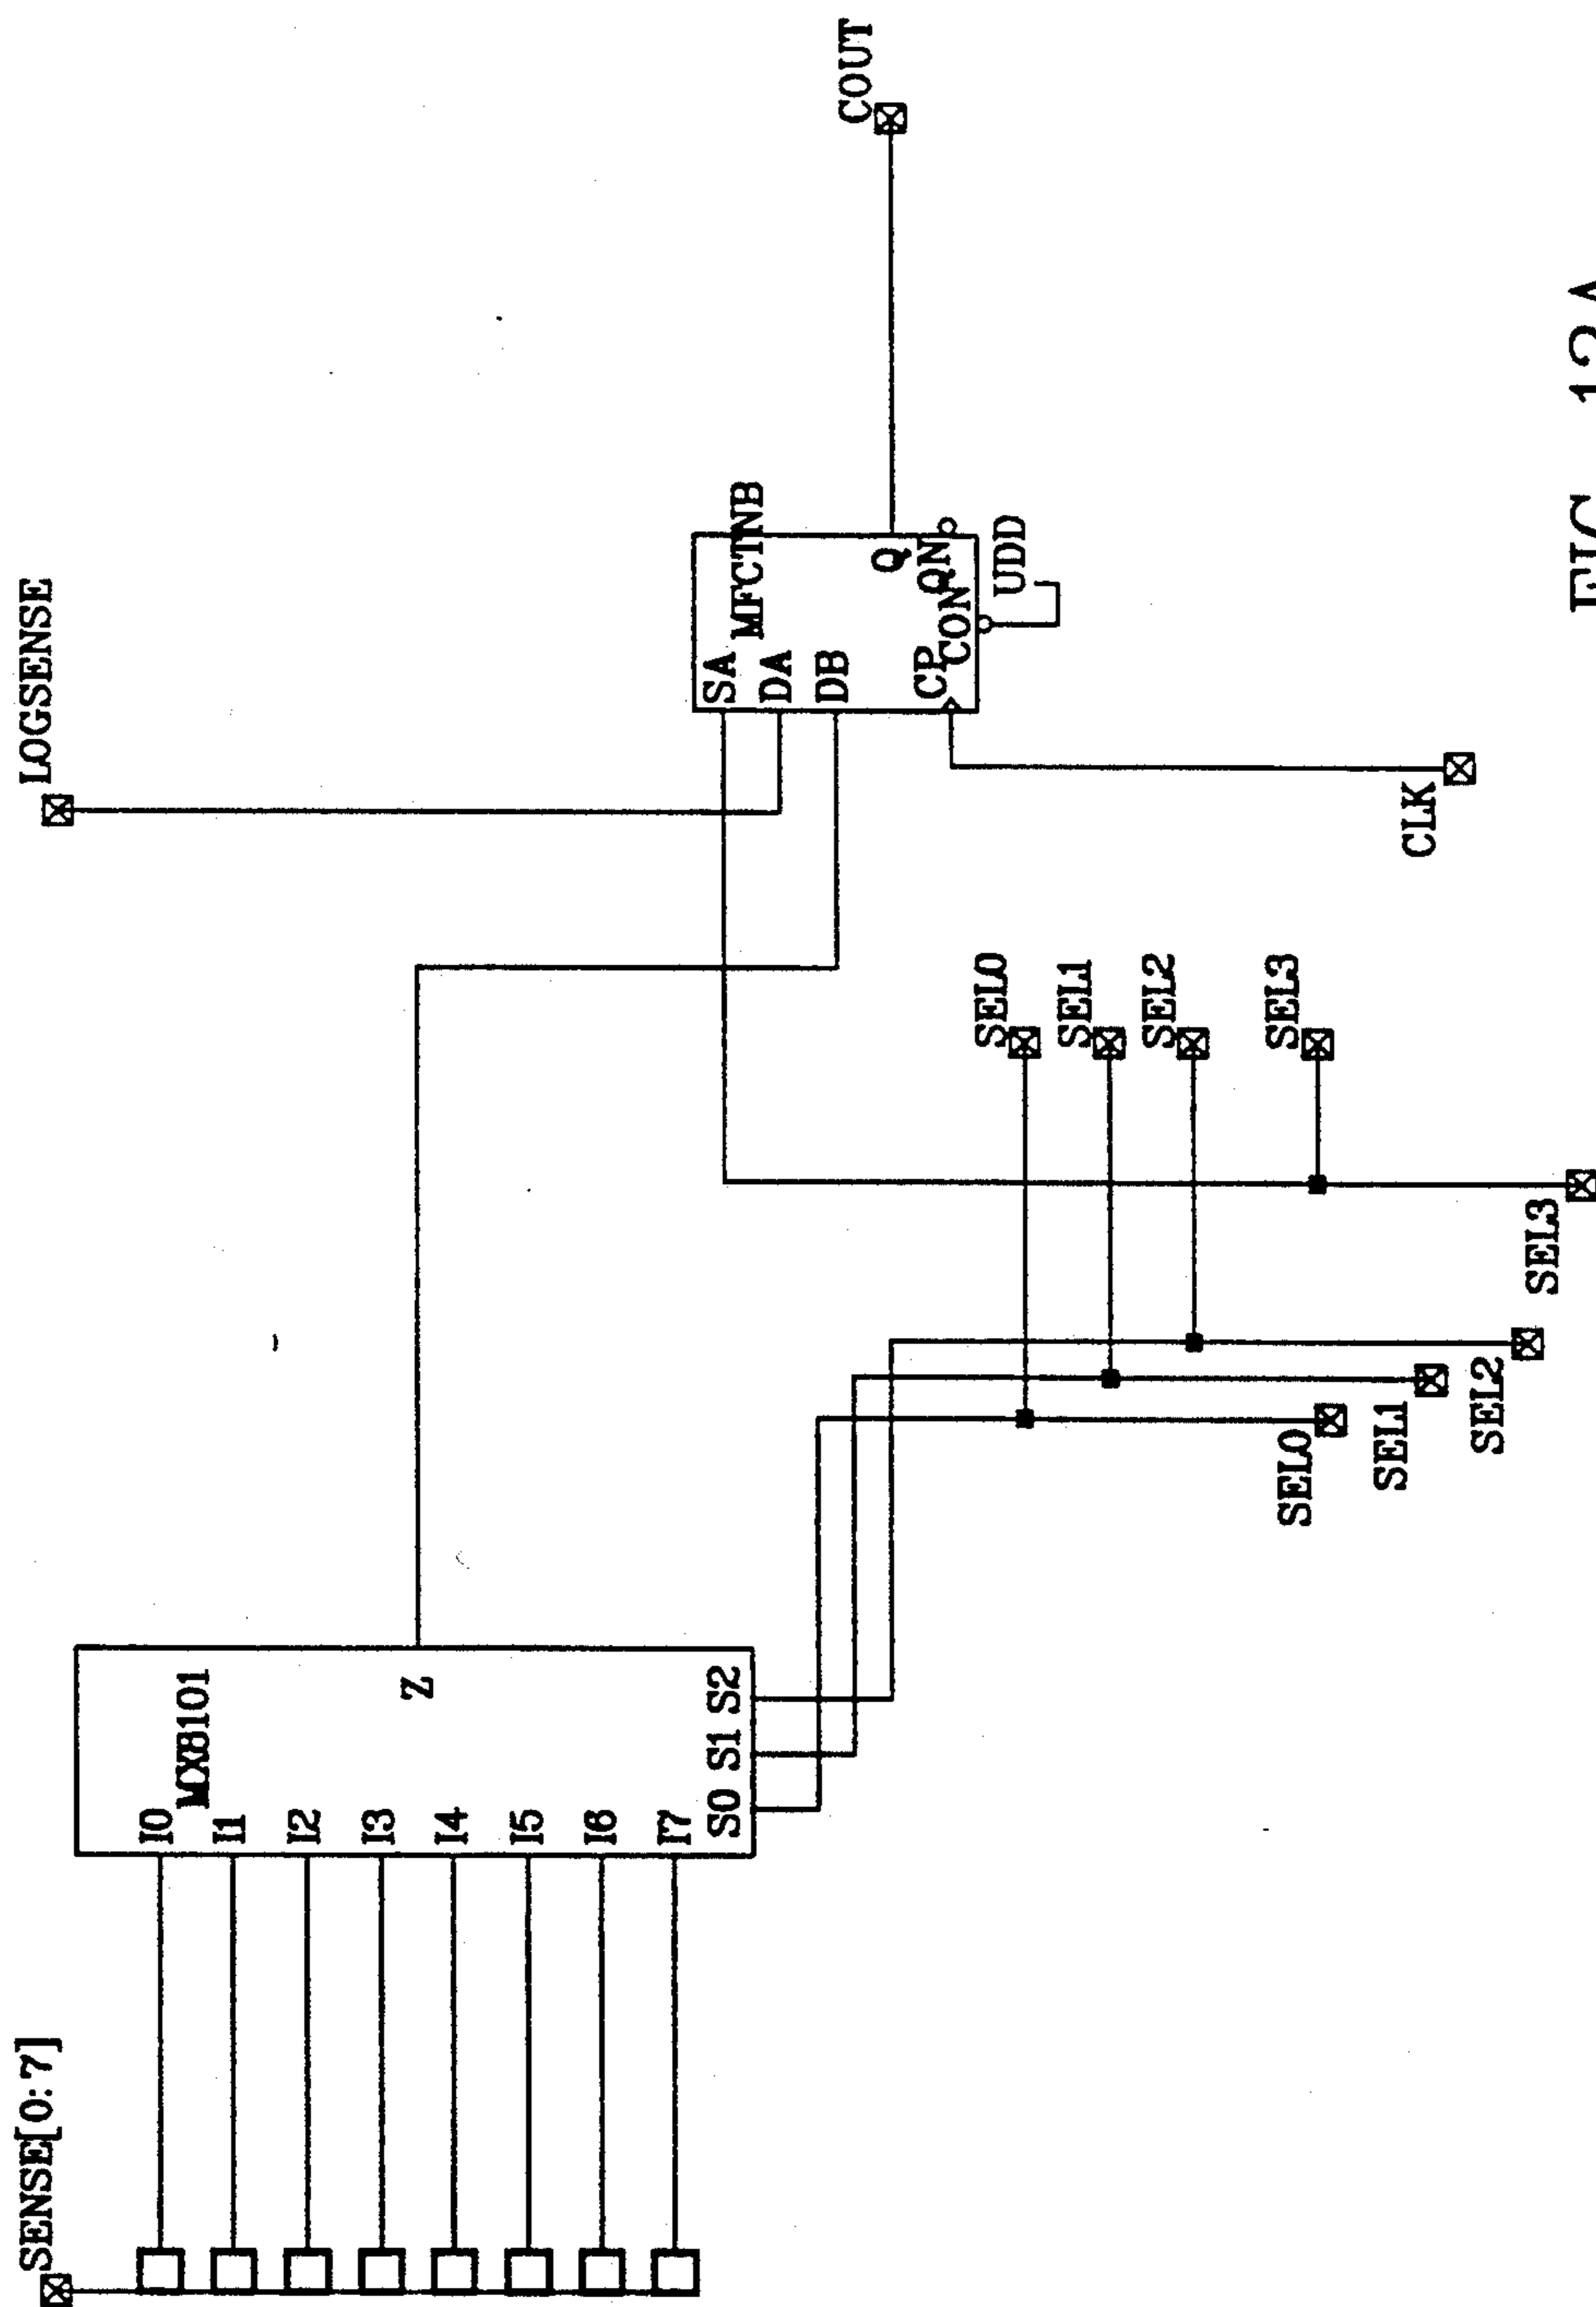 SENSE[0:7]
LOGSENSE
COUT
I0
I1
I2
I3
I4
I5
I6
I7
MX8101
Z
S0 S1 S2
SA
MFCTNB
DA
DB
Q
CP
QN
CON
UDD
CLK
SEL0
SEL1
SEL2
SEL3
SEL0
SEL1
SEL2
SEL3